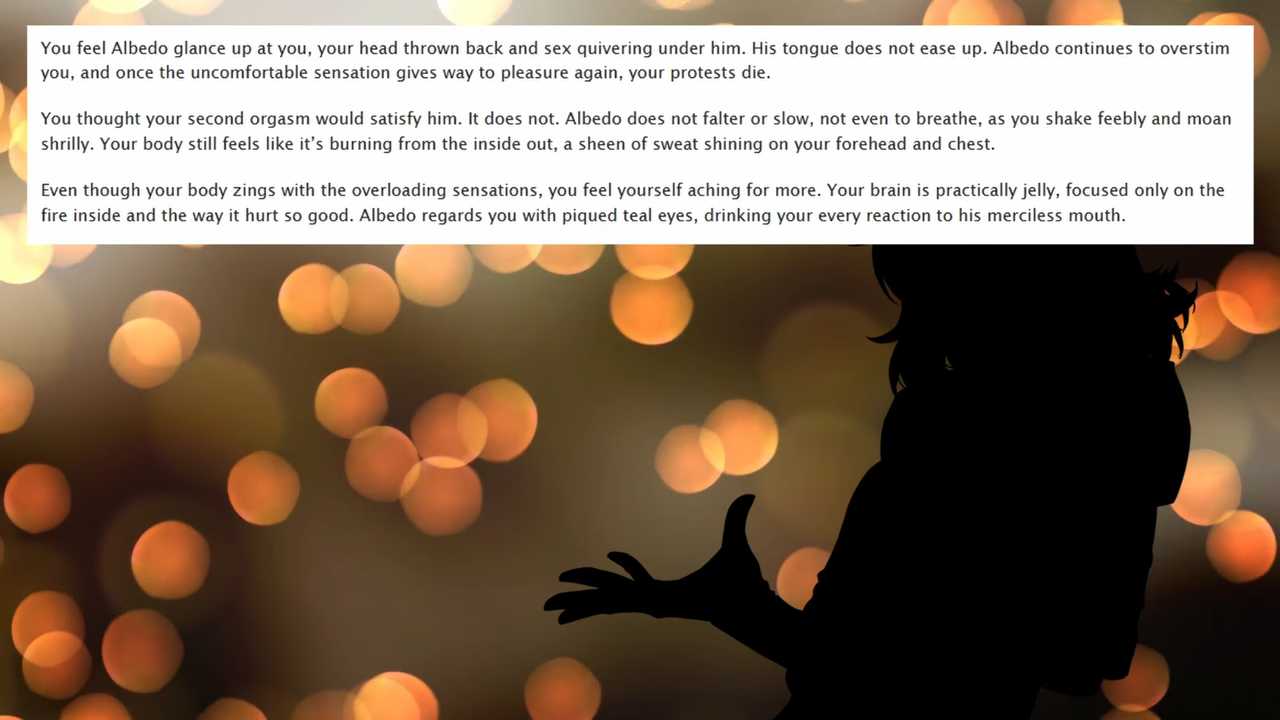 You feel Albedo glance up at you, your head thrown back and sex quivering under him. His tongue does not ease up. Albedo continues to overstim
you, and once the uncomfortable sensation gives way to pleasure again, your protests die.
You thought your second orgasm would satisfy him. It does not. Albedo does not falter or slow, not even to breathe, as you shake feebly and moan
shrilly. Your body still feels like it's burning from the inside out, a sheen of sweat shining on your forehead and chest.
Even though your body zings with the overloading sensations, you feel yourself aching for more. Your brain is practically jelly, focused only on the
fire inside and the way it hurt so good. Albedo regards you with piqued teal eyes, drinking your every reaction to his merciless mouth.